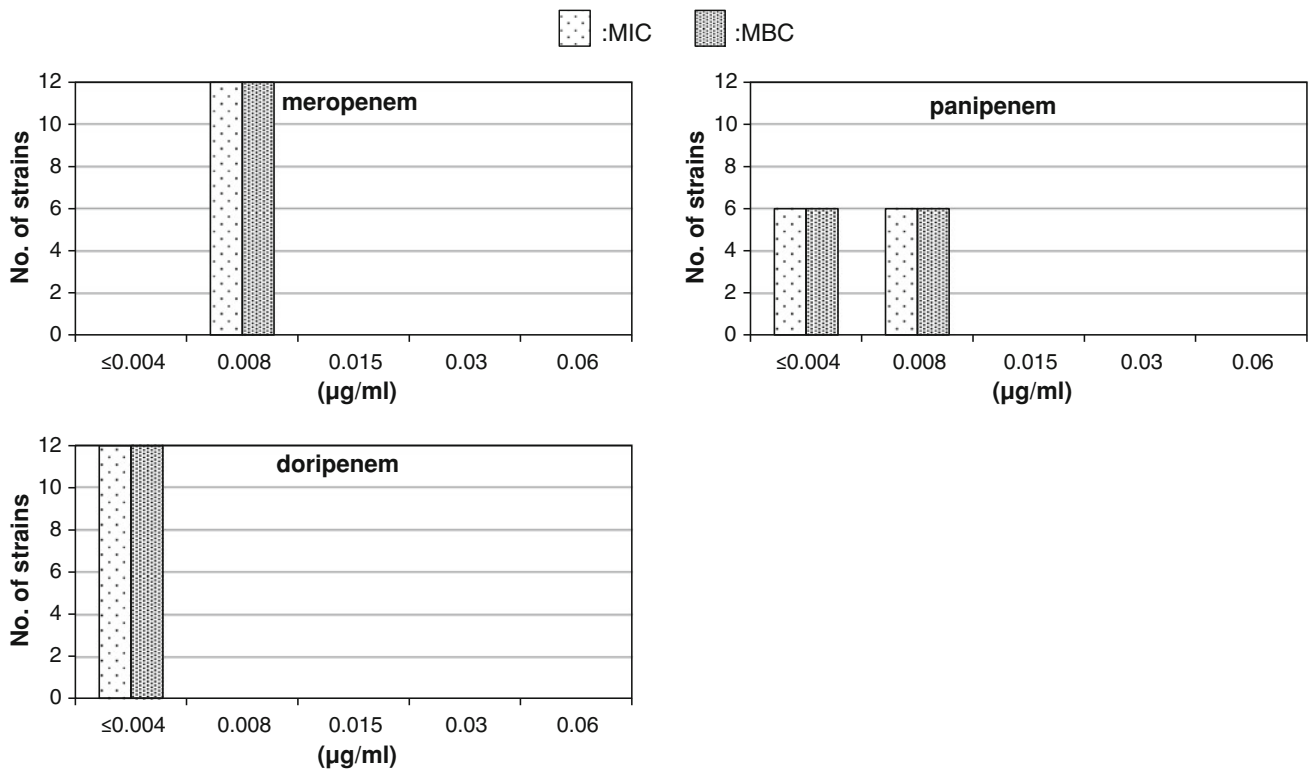 :MIC :MBC
meropenem
No. of strains
12
10
8
6
4
2
0
≤0.004 0.008 0.015 0.03 0.06
(µg/ml)
panipenem
No. of strains
12
10
8
6
4
2
0
≤0.004 0.008 0.015 0.03 0.06
(µg/ml)
doripenem
No. of strains
12
10
8
6
4
2
0
≤0.004 0.008 0.015 0.03 0.06
(µg/ml)